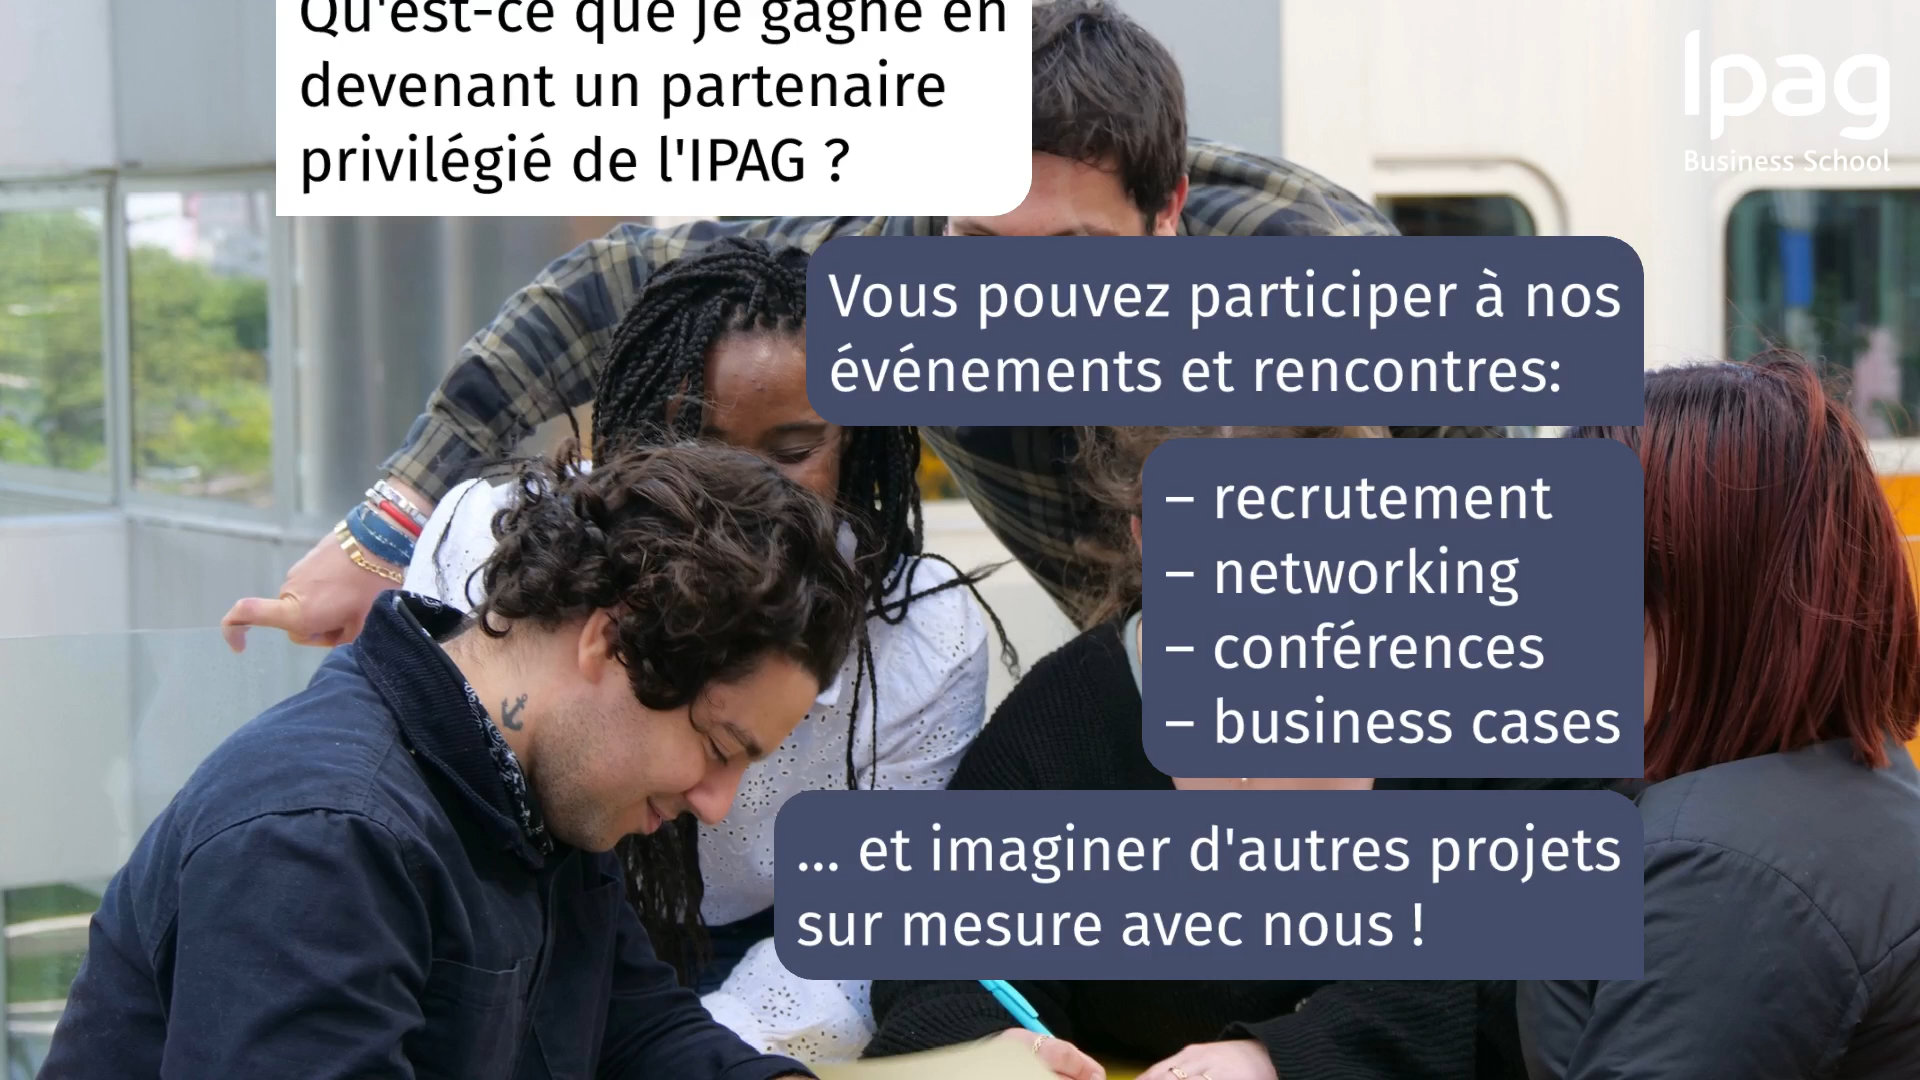 Qu'est-ce que je gagne en
devenant un partenaire
privilégié de l'IPAG ?
Ipag
Business School
Vous pouvez participer à nos
événements et rencontres:
– recrutement
– networking
– conférences
– business cases
... et imaginer d'autres projets
sur mesure avec nous !